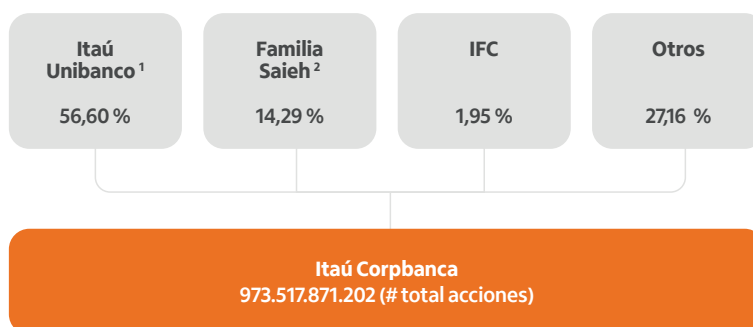 Itaú
Unibanco ¹
56,60 %
Familia
Saieh ²
14,29 %
IFC
1,95 %
Otros
27,16 %
Itaú Corpbanca
973.517.871.202 (# total acciones)